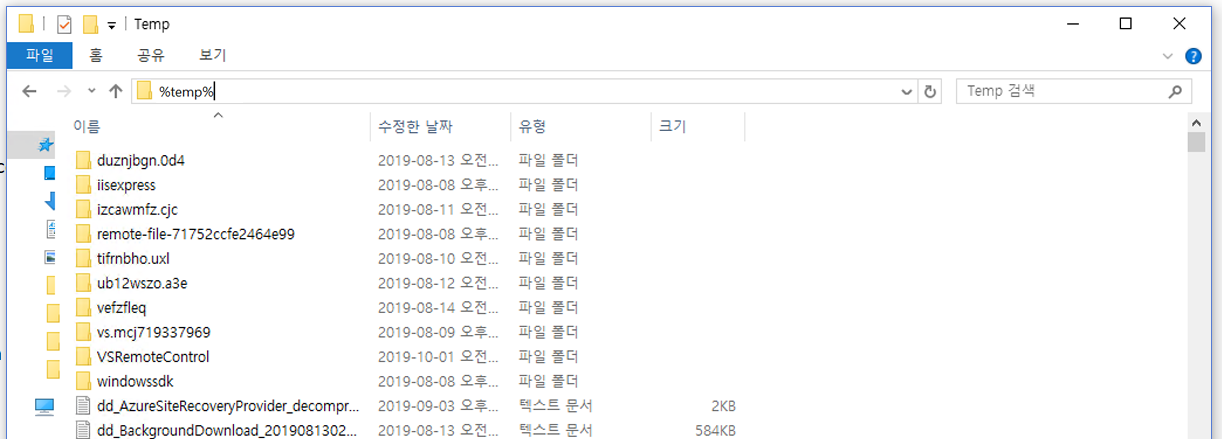 Temp
파일 홈 공유 보기
%temp% Temp 검색
이름 수정한 날짜 유형 크기
duznjbgn.0d4 2019-08-13 오전... 파일 폴더
iisexpress 2019-08-08 오후... 파일 폴더
izcawmfz.cjc 2019-08-11 오전... 파일 폴더
remote-file-71752ccfe2464e99 2019-08-08 오후... 파일 폴더
tifrnbho.uxl 2019-08-10 오전... 파일 폴더
ub12wszo.a3e 2019-08-12 오전... 파일 폴더
vefzfleq 2019-08-14 오전... 파일 폴더
vs.mcj719337969 2019-08-09 오후... 파일 폴더
VSRemoteControl 2019-10-01 오전... 파일 폴더
windowssdk 2019-08-08 오후... 파일 폴더
dd_AzureSiteRecoveryProvider_decompr... 2019-09-03 오후... 텍스트 문서 2KB
dd_BackgroundDownload_2019081302... 2019-08-13 오전... 텍스트 문서 584KB